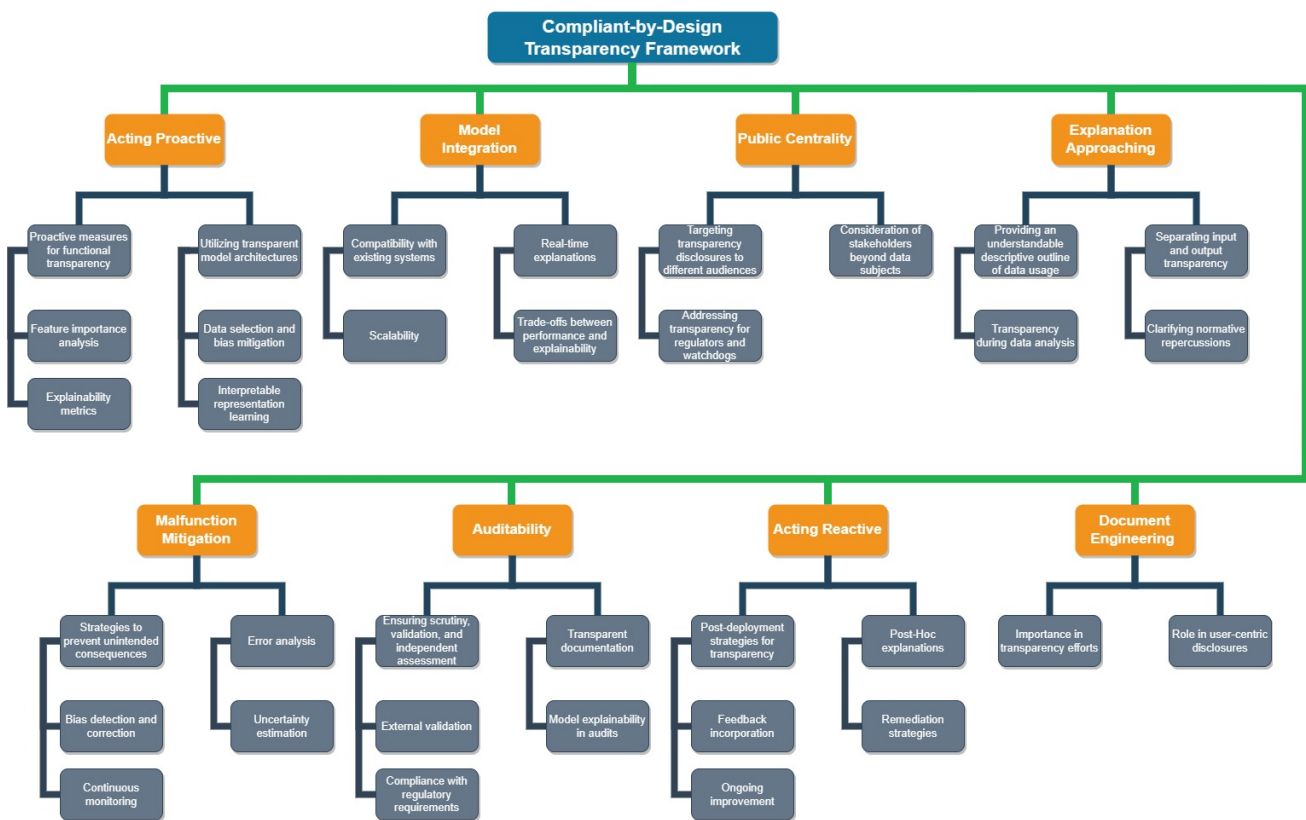 Compliant-by-Design
Transparency Framework
Acting Proactive
Model
Integration
Public Centrality
Explanation
Approaching
Proactive measures
for functional
transparency
Utilizing transparent
model architectures
Compatibility with
existing systems
Real-time
explanations
Targeting
transparency
disclosures to
different audiences
Consideration of
stakeholders
beyond data
subjects
Providing an
understandable
descriptive outline
of data usage
Separating input
and output
transparency
Feature importance
analysis
Data selection and
bias mitigation
Scalability
Trade-offs between
performance and
explainability
Addressing
transparency for
regulators and
watchdogs
Transparency
during data analysis
Clarifying normative
repercussions
Explainability
metrics
Interpretable
representation
learning
Malfunction
Mitigation
Auditability
Acting Reactive
Document
Engineering
Strategies to
prevent unintended
consequences
Error analysis
Ensuring scrutiny,
validation, and
independent
assessment
Transparent
documentation
Post-deployment
strategies for
transparency
Post-Hoc
explanations
Importance in
transparency efforts
Role in user-centric
disclosures
Bias detection and
correction
Uncertainty
estimation
External validation
Model explainability
in audits
Feedback
incorporation
Remediation
strategies
Continuous
monitoring
Compliance with
regulatory
requirements
Ongoing
improvement